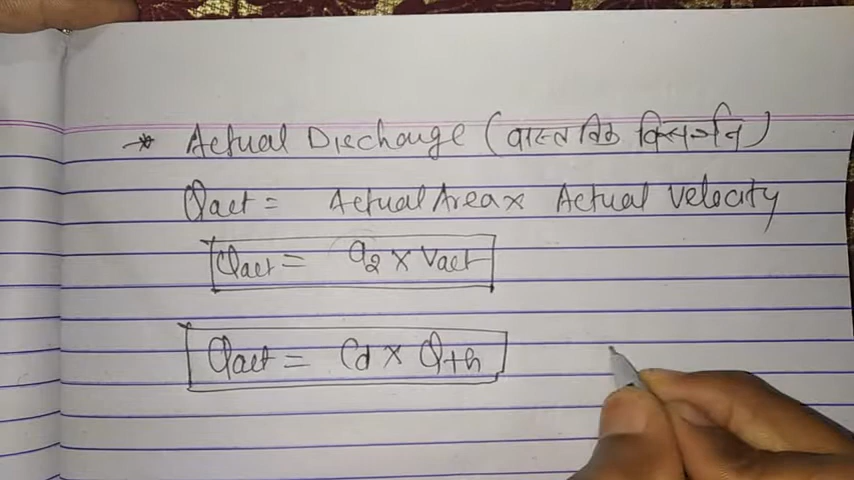 * Actual Discharge (वास्तविक विसर्जन)
Qact = Actual Area x Actual velocity
Qact = a2 x Vact
Qact = Cd x Qth